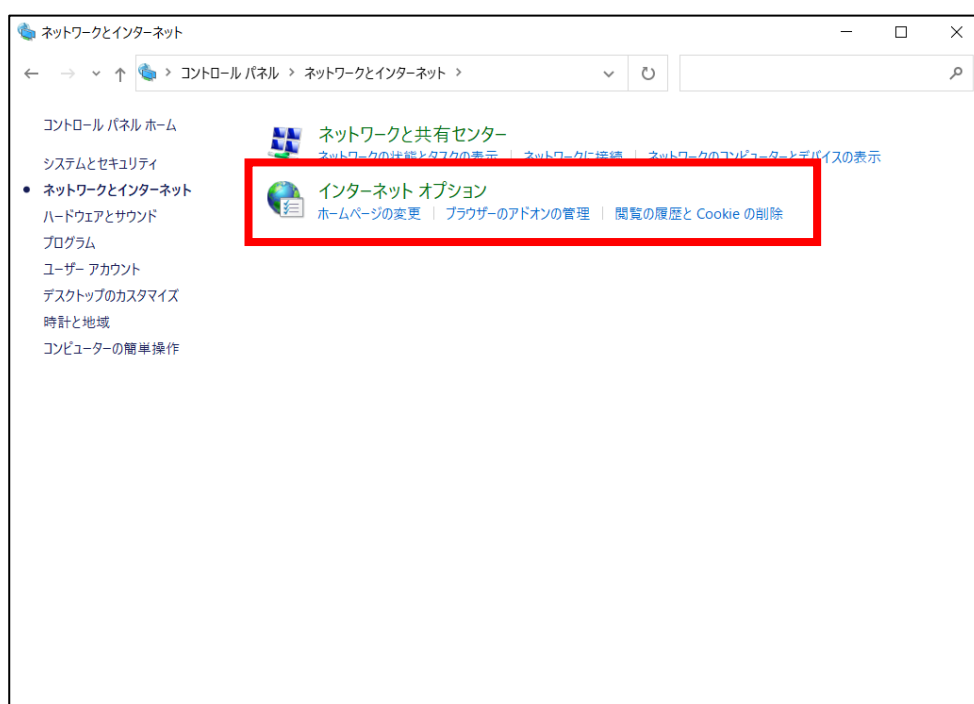 ネットワークとインターネット
コントロール パネル > ネットワークとインターネット >
コントロール パネル ホーム
システムとセキュリティ
ネットワークとインターネット
ハードウェアとサウンド
プログラム
ユーザー アカウント
デスクトップのカスタマイズ
時計と地域
コンピューターの簡単操作
ネットワークと共有センター
ネットワークの状態とタスクの表示 | ネットワークに接続 | ネットワークのコンピューターとデバイスの表示
インターネット オプション
ホームページの変更 | ブラウザーのアドオンの管理 | 閲覧の履歴と Cookie の削除